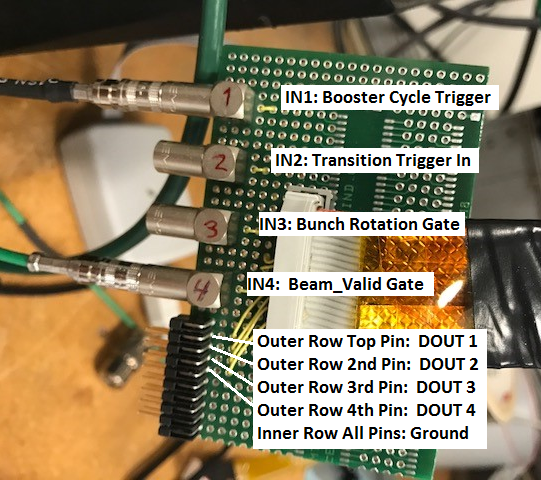 1
IN1: Booster Cycle Trigger
2
IN2: Transition Trigger In
3
IN3: Bunch Rotation Gate
4
IN4: Beam_Valid Gate
Outer Row Top Pin: DOUT 1
Outer Row 2nd Pin: DOUT 2
Outer Row 3rd Pin: DOUT 3
Outer Row 4th Pin: DOUT 4
Inner Row All Pins: Ground